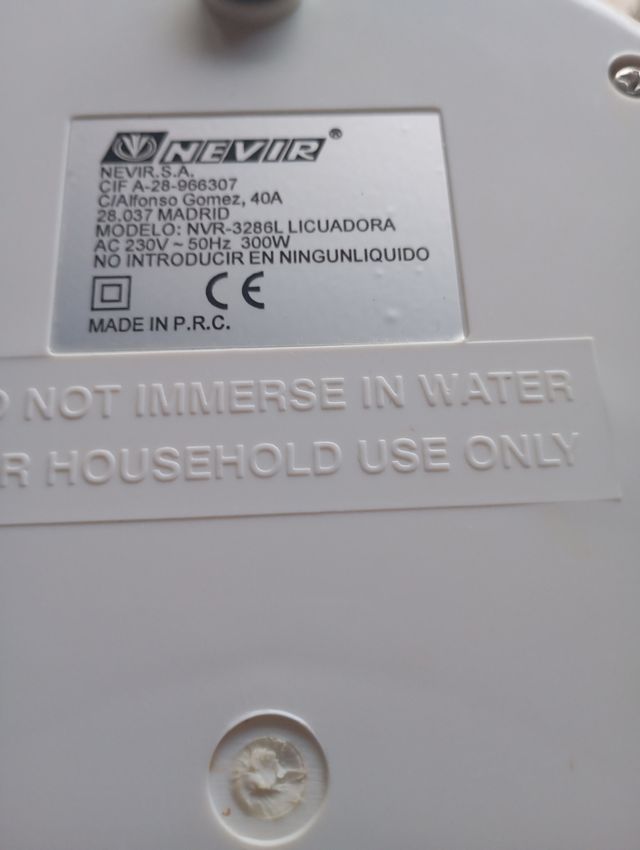 NEVIR®
NEVIR.S.A.
CIF A-28-966307
C/Alfonso Gomez, 40A
28.037 MADRID
MODELO: NVR-3286L LICUADORA
AC 230V ~ 50Hz 300W
NO INTRODUCIR EN NINGUNLIQUIDO
CE
MADE IN P.R.C.
NOT IMMERSE IN WATER
HOUSEHOLD USE ONLY